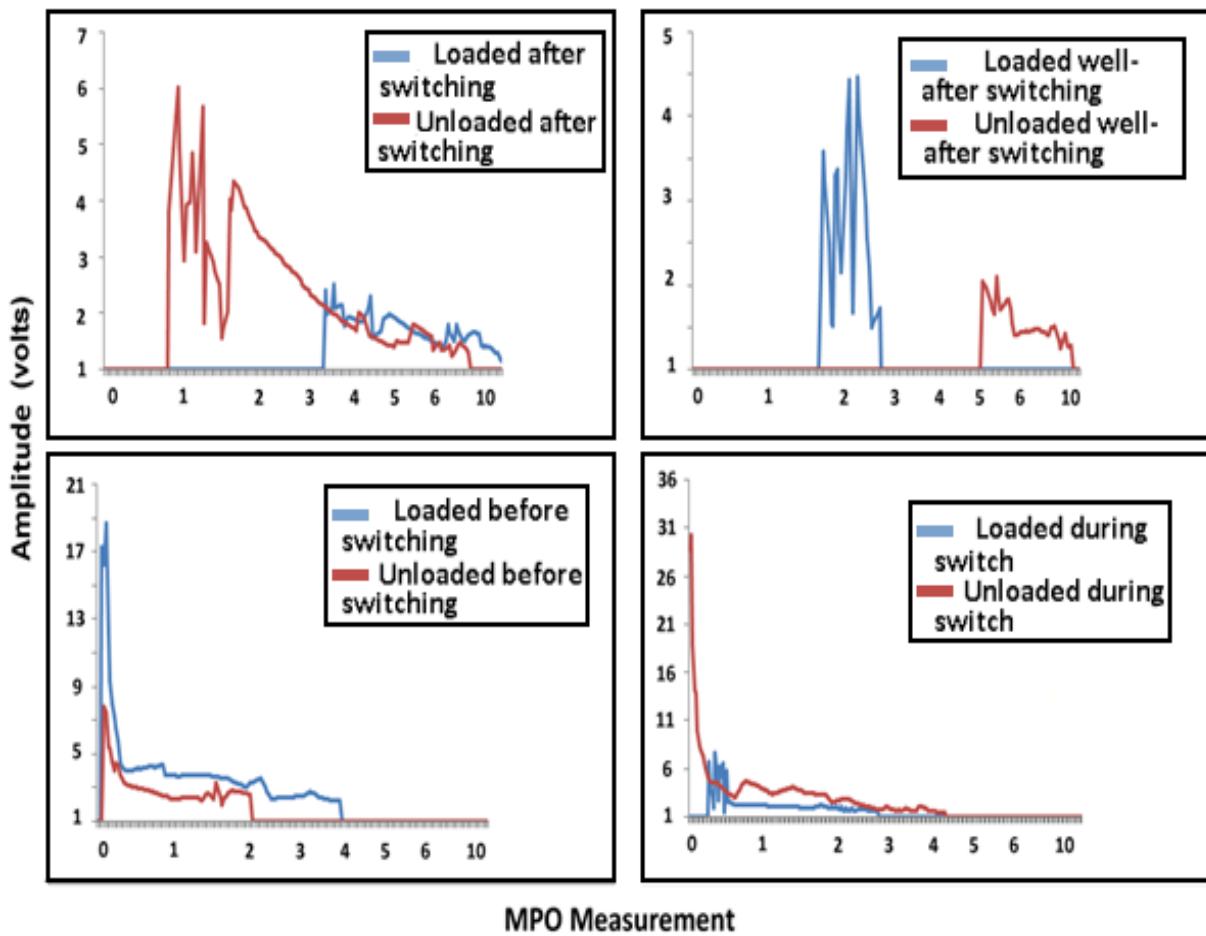 Amplitude (volts)
7
6
5
4
3
2
1
0 1 2 3 4 5 6 10
Loaded after
switching
Unloaded after
switching
5
4
3
2
1
0 1 2 3 4 5 6 10
Loaded well-
after switching
Unloaded well-
after switching
21
17
13
9
5
1
0 1 2 3 4 5 6 10
Loaded before
switching
Unloaded before
switching
36
31
26
21
16
11
6
1
0 1 2 3 4 5 6 10
Loaded during
switch
Unloaded during
switch
MPO Measurement